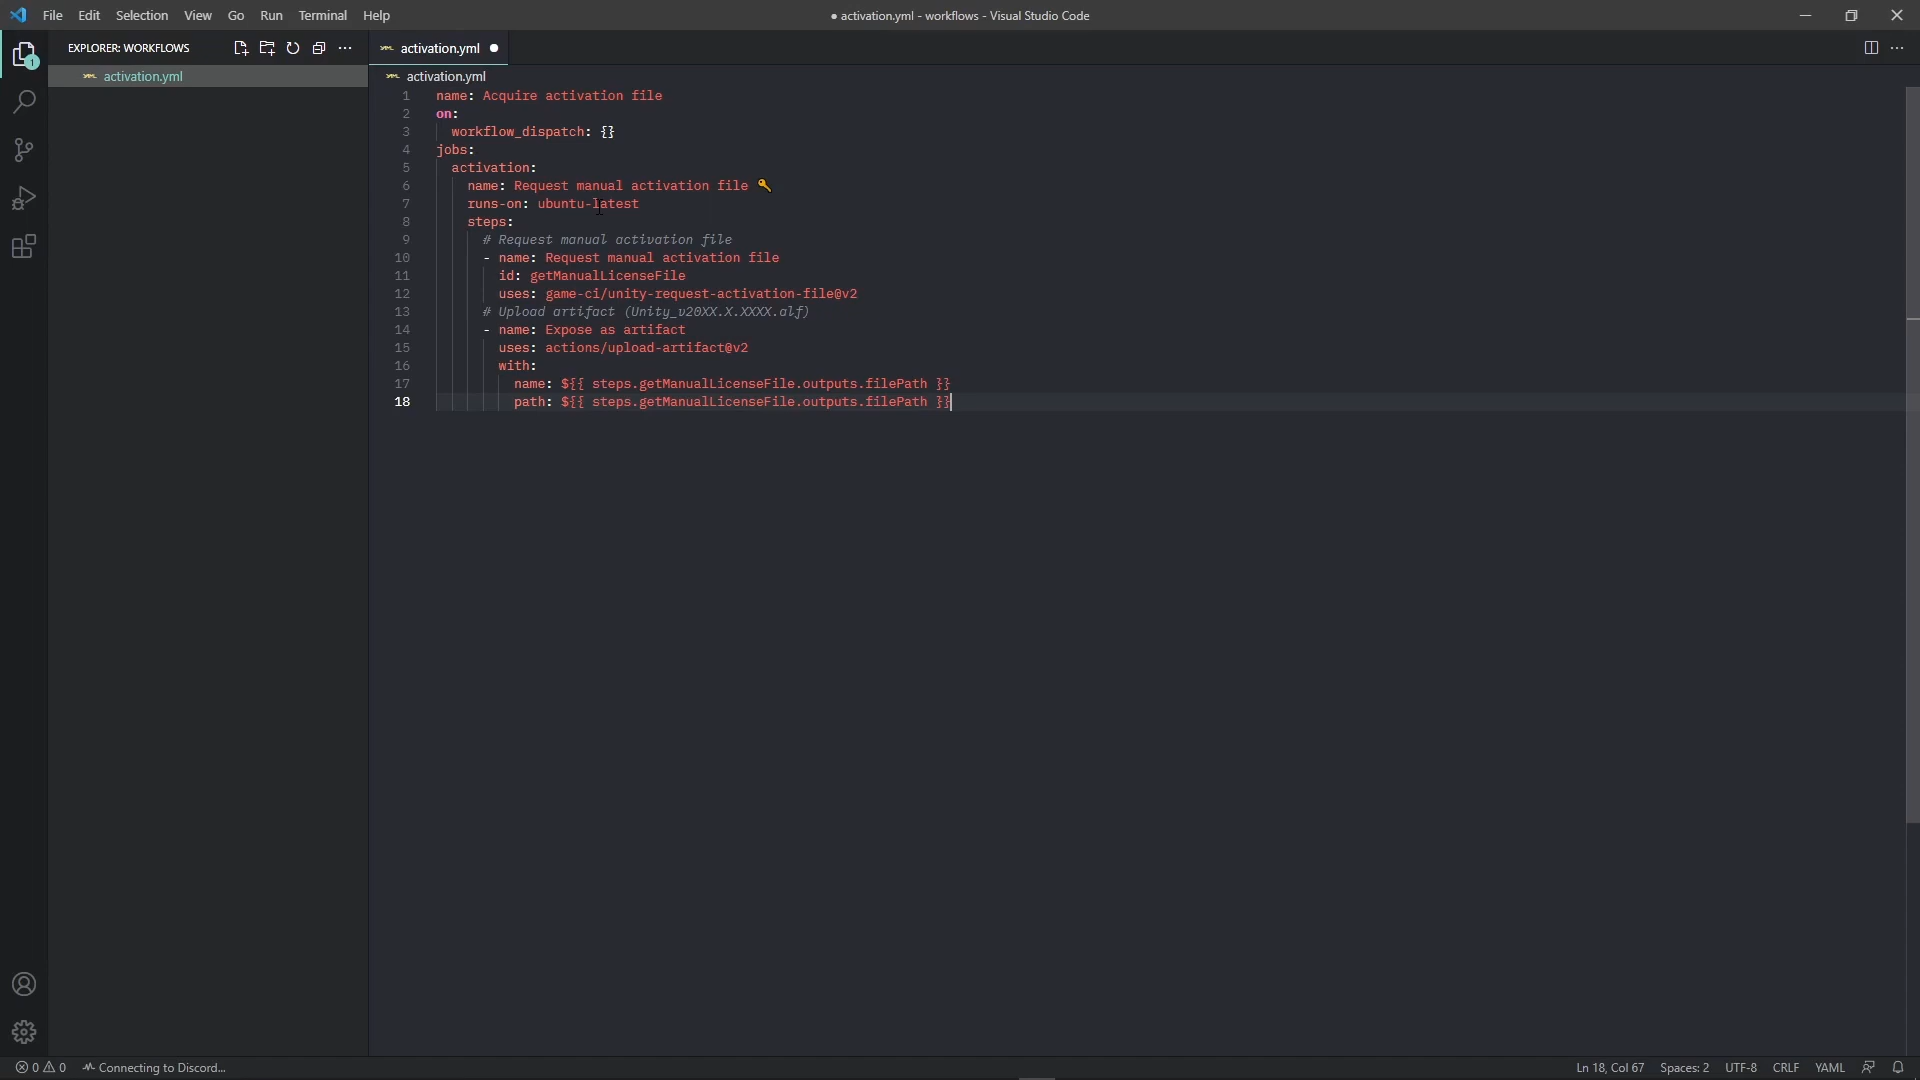 File Edit Selection View Go Run Terminal Help
● activation.yml - workflows - Visual Studio Code
EXPLORER: WORKFLOWS
activation.yml
1
activation.yml
activation.yml
1 name: Acquire activation file
2 on:
3 workflow_dispatch: {}
4 jobs:
5 activation:
6 name: Request manual activation file 🔑
7 runs-on: ubuntu-latest
8 steps:
9 # Request manual activation file
10 - name: Request manual activation file
11 id: getManualLicenseFile
12 uses: game-ci/unity-request-activation-file@v2
13 # Upload artifact (Unity_v20XX.X.XXXX.alf)
14 - name: Expose as artifact
15 uses: actions/upload-artifact@v2
16 with:
17 name: ${{ steps.getManualLicenseFile.outputs.filePath }}
18 path: ${{ steps.getManualLicenseFile.outputs.filePath }}
0 0 Connecting to Discord... Ln 18, Col 67 Spaces: 2 UTF-8 CRLF YAML